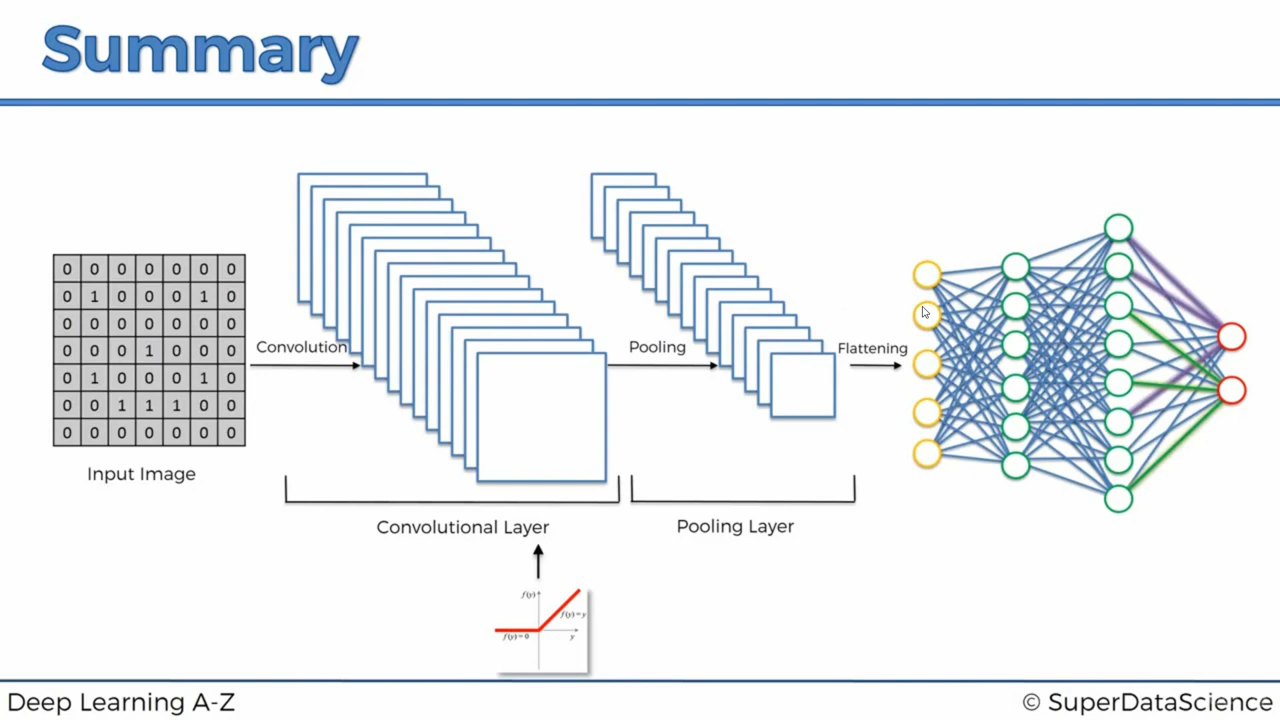 Summary
0 0 0 0 0 0 0
0 1 0 0 0 1 0
0 0 0 0 0 0 0
0 0 0 1 0 0 0
0 1 0 0 0 1 0
0 0 1 1 1 0 0
0 0 0 0 0 0 0
Input Image
Convolution
Pooling
Flattening
Convolutional Layer
Pooling Layer
f(y)
f(y)=y
f(y)=0
y
Deep Learning A-Z
© SuperDataScience